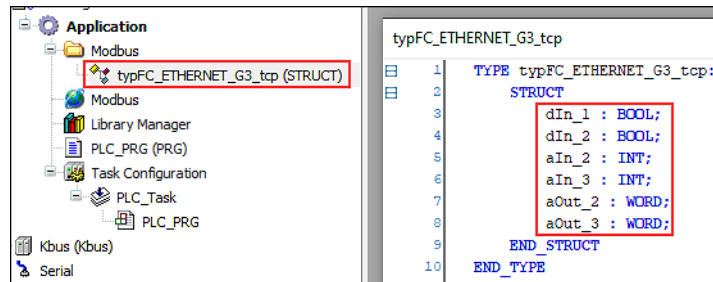 Application
Modbus
typFC_ETHERNET_G3_tcp (STRUCT)
Modbus
Library Manager
PLC_PRG (PRG)
Task Configuration
PLC_Task
PLC_PRG
Kbus (Kbus)
Serial
typFC_ETHERNET_G3_tcp
1 TYPE typFC_ETHERNET_G3_tcp:
2 STRUCT
3 dIn_1 : BOOL;
4 dIn_2 : BOOL;
5 aIn_2 : INT;
6 aIn_3 : INT;
7 aOut_2 : WORD;
8 aOut_3 : WORD;
9 END_STRUCT
10 END_TYPE